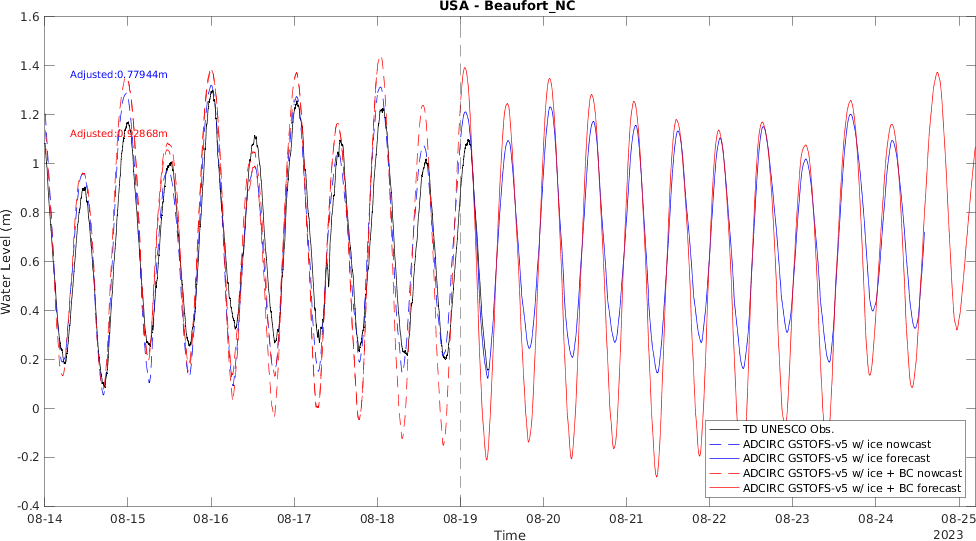 USA - Beaufort_NC
1.6
1.4
1.2
1
0.8
0.6
0.4
0.2
0
-0.2
-0.4
Water Level (m)
Adjusted:0.77944m
Adjusted:0.92868m
TD UNESCO Obs.
ADCIRC GSTOFS-v5 w/ ice nowcast
ADCIRC GSTOFS-v5 w/ ice forecast
ADCIRC GSTOFS-v5 w/ ice + BC nowcast
ADCIRC GSTOFS-v5 w/ ice + BC forecast
08-14 08-15 08-16 08-17 08-18 08-19 08-20 08-21 08-22 08-23 08-24 08-25
Time
2023